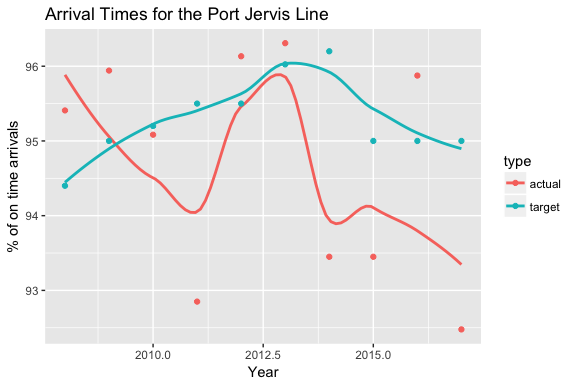 Arrival Times for the Port Jervis Line
% of on time arrivals
96
95
94
93
2010.0 2012.5 2015.0
Year
type
actual
target